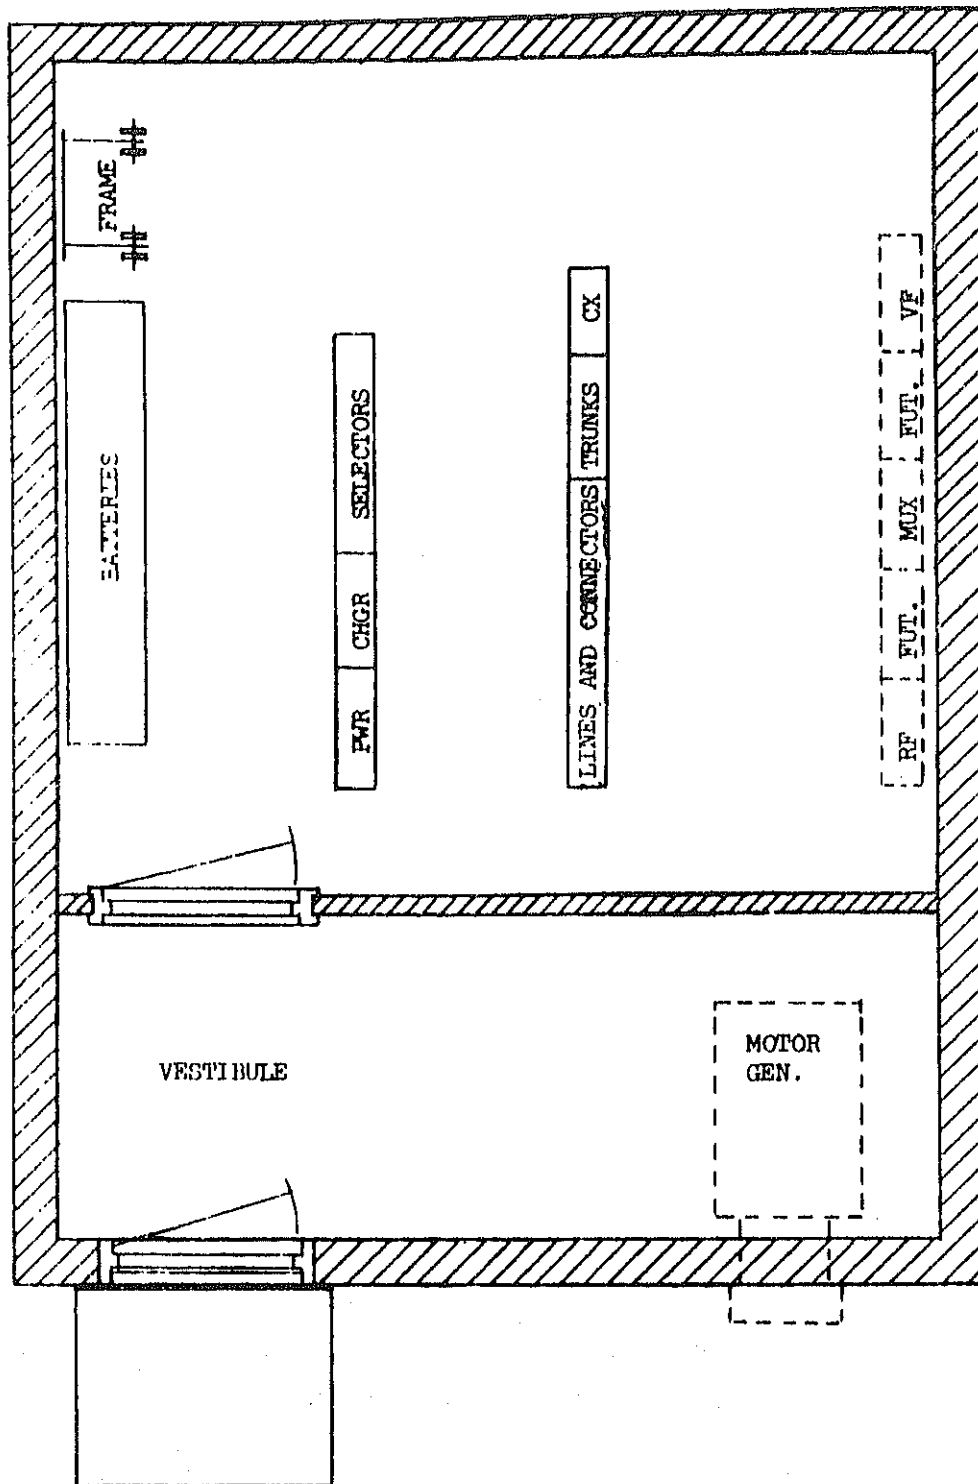 FRAME
BATTERIES
PWR
CHGR
SELECTORS
LINES AND CONNECTORS
TRUNKS
CX
RF
FUT.
MUX
FUT.
VF
VESTIBULE
MOTOR
GEN.